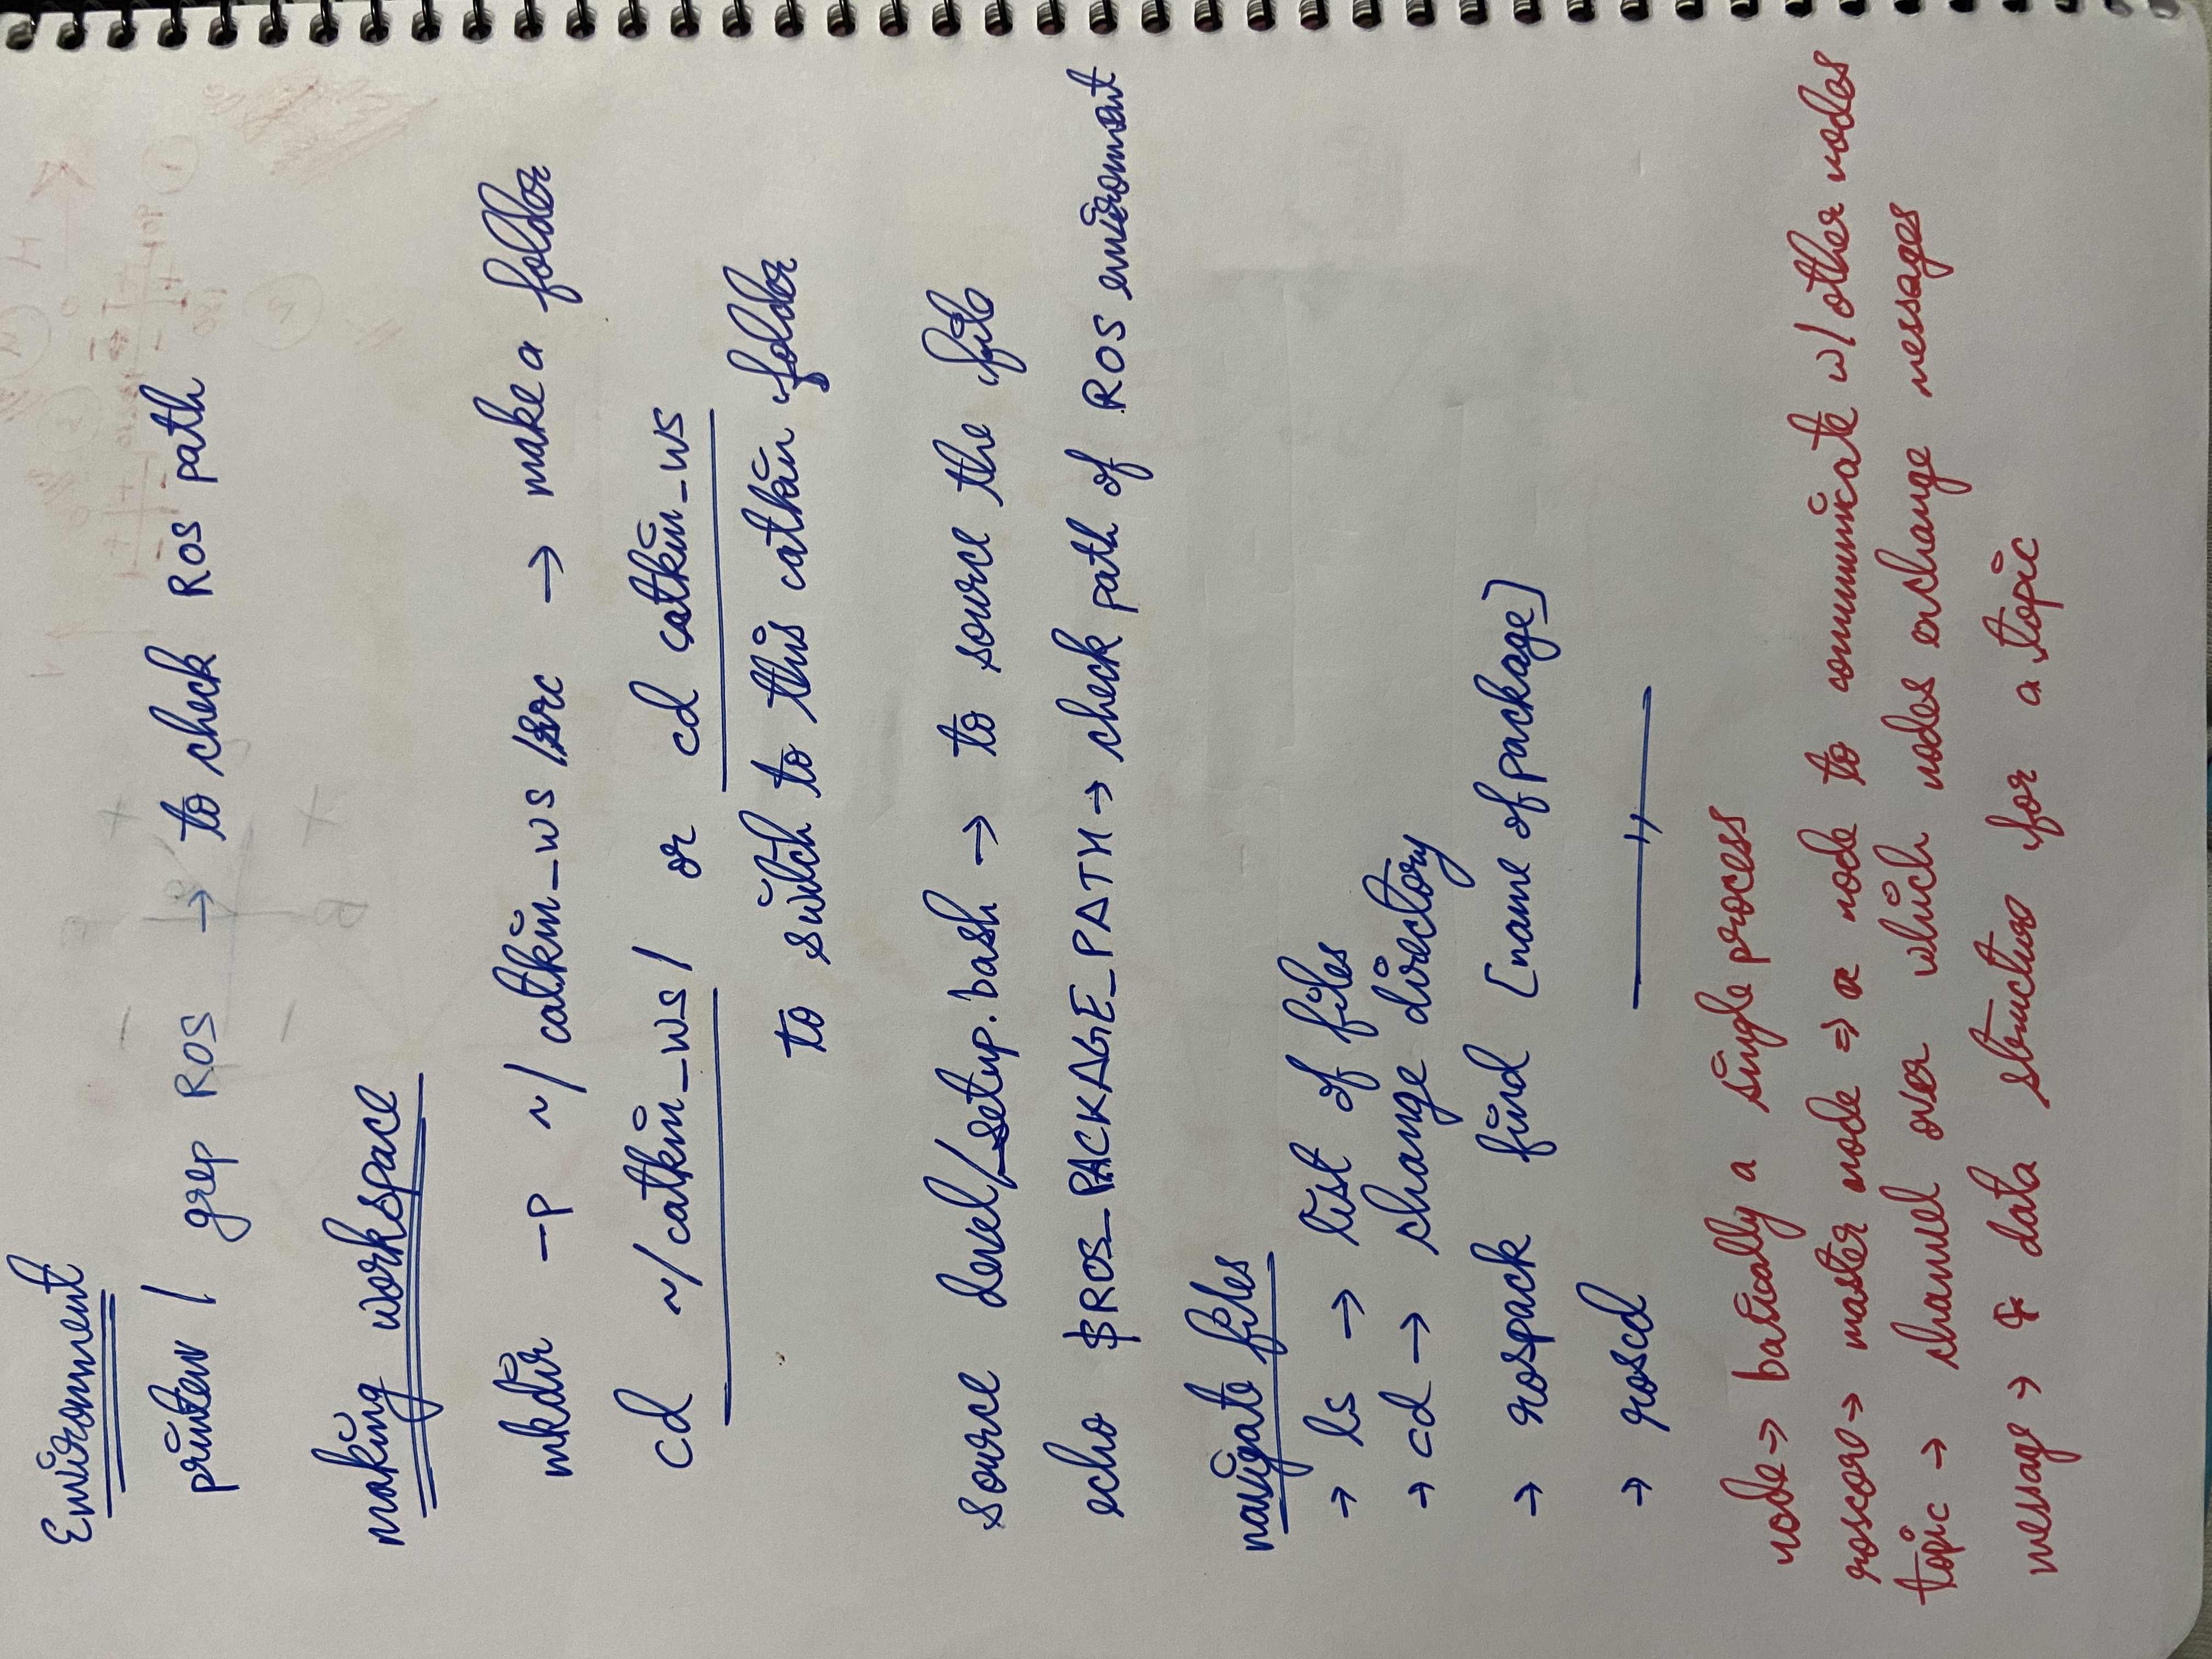 Environment
printenv | grep ROS → to check ROS path
making workspace
mkdir -p ~/catkin_ws/src → make a folder
cd ~/catkin_ws/ or cd catkin_ws
to switch to this catkin folder
source devel/setup.bash → to source the file
echo $ROS_PACKAGE_PATH → check path of ROS environment
navigate files
→ ls → list of files
→ cd → change directory
→ rospack find [name of package]
→ roscd
node → basically a single process
roscore → master node ⇒ a node to communicate w/ other nodes
topic → channel over which nodes exchange messages
message → data structure for a topic